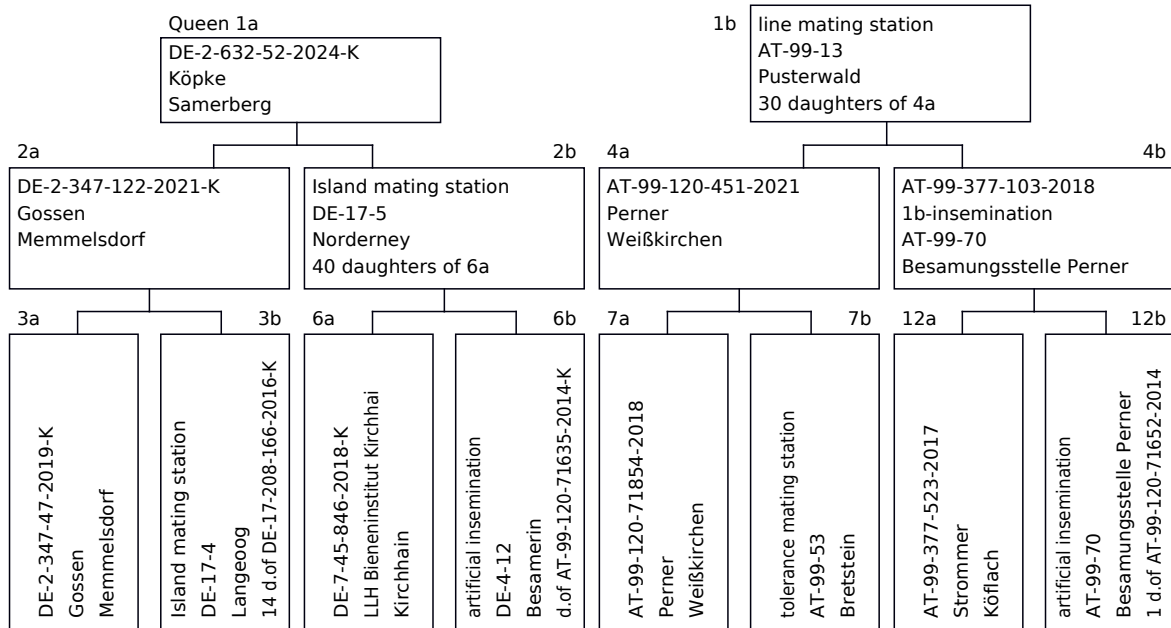 Queen 1a
DE-2-632-52-2024-K
Köpke
Samerberg
1b
line mating station
AT-99-13
Pusterwald
30 daughters of 4a
2a
DE-2-347-122-2021-K
Gossen
Memmelsdorf
2b
Island mating station
DE-17-5
Norderney
40 daughters of 6a
4a
AT-99-120-451-2021
Perner
Weißkirchen
4b
AT-99-377-103-2018
1b-insemination
AT-99-70
Besamungsstelle Perner
3a
DE-2-347-47-2019-K
Gossen
Memmelsdorf
3b
Island mating station
DE-17-4
Langeoog
14 d.of DE-17-208-166-2016-K
6a
DE-7-45-846-2018-K
LLH Bieneninstitut Kirchhai
Kirchhain
6b
artificial insemination
DE-4-12
Besamerin
d.of AT-99-120-71635-2014-K
7a
AT-99-120-71854-2018
Perner
Weißkirchen
7b
tolerance mating station
AT-99-53
Bretstein
12a
AT-99-377-523-2017
Strommer
Köflach
12b
artificial insemination
AT-99-70
Besamungsstelle Perner
1 d.of AT-99-120-71652-2014